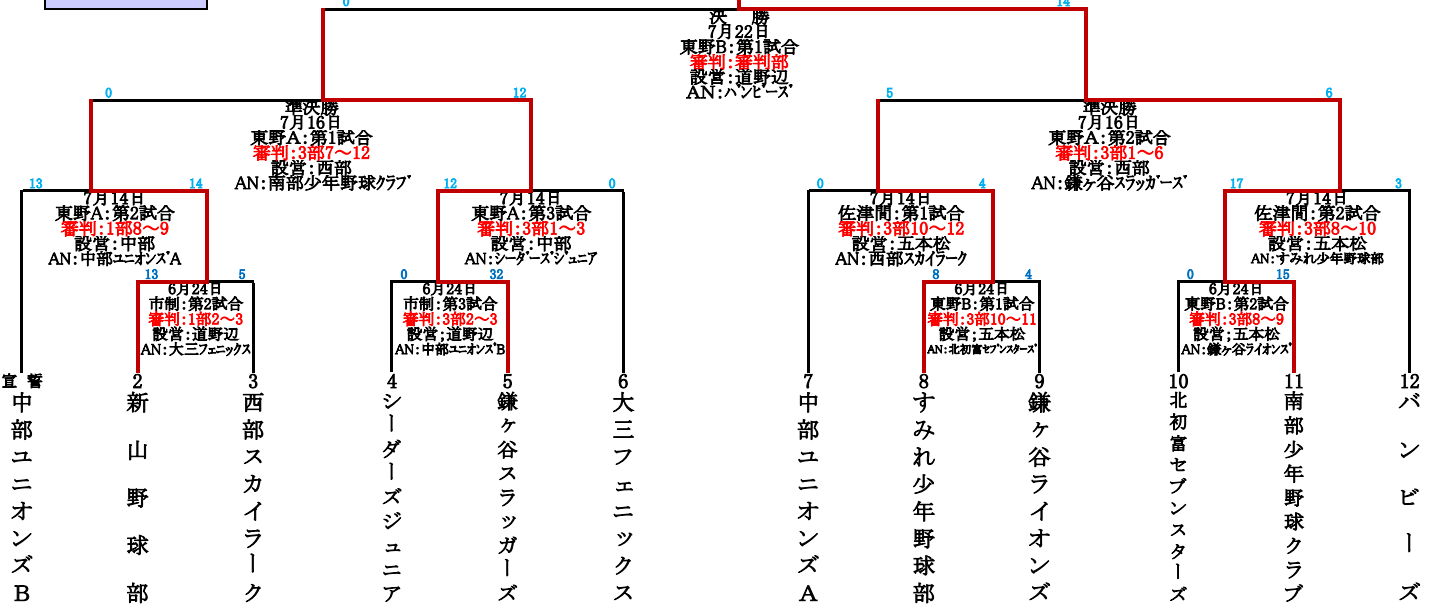 0
14
決 勝
7月22日
東野B:第1試合
審判:審判部
設営:道野辺
AN:バンビーズ
0
12
準決勝
7月16日
東野A:第1試合
審判:3部7～12
設営:西部
AN:南部少年野球クラブ
5
6
準決勝
7月16日
東野A:第2試合
審判:3部1～6
設営:西部
AN:鎌ヶ谷スラッガーズ
13
14
7月14日
東野A:第2試合
審判:1部8～9
設営:中部
AN:中部ユニオンズA
12
0
7月14日
東野A:第3試合
審判:3部1～3
設営:中部
AN:シーダーズジュニア
0
4
7月14日
佐津間:第1試合
審判:3部10～12
設営:五本松
AN:西部スカイラーク
17
3
7月14日
佐津間:第2試合
審判:3部8～10
設営:五本松
AN:すみれ少年野球部
13
5
6月24日
市制:第2試合
審判:1部2～3
設営:道野辺
AN:大三フェニックス
0
32
6月24日
市制:第3試合
審判:3部2～3
設営;道野辺
AN:中部ユニオンズB
8
4
6月24日
東野B:第1試合
審判:3部10～11
設営;五本松
AN:北初富セブンスターズ
0
15
6月24日
東野B:第2試合
審判:3部8～9
設営;五本松
AN:鎌ヶ谷ライオンズ
宣 誓
中部ユニオンズB
2
新山野球部
3
西部スカイラーク
4
シーダーズジュニア
5
鎌ヶ谷スラッガーズ
6
大三フェニックス
7
中部ユニオンズA
8
すみれ少年野球部
9
鎌ヶ谷ライオンズ
10
北初富セブンスターズ
11
南部少年野球クラブ
12
バンビーズ